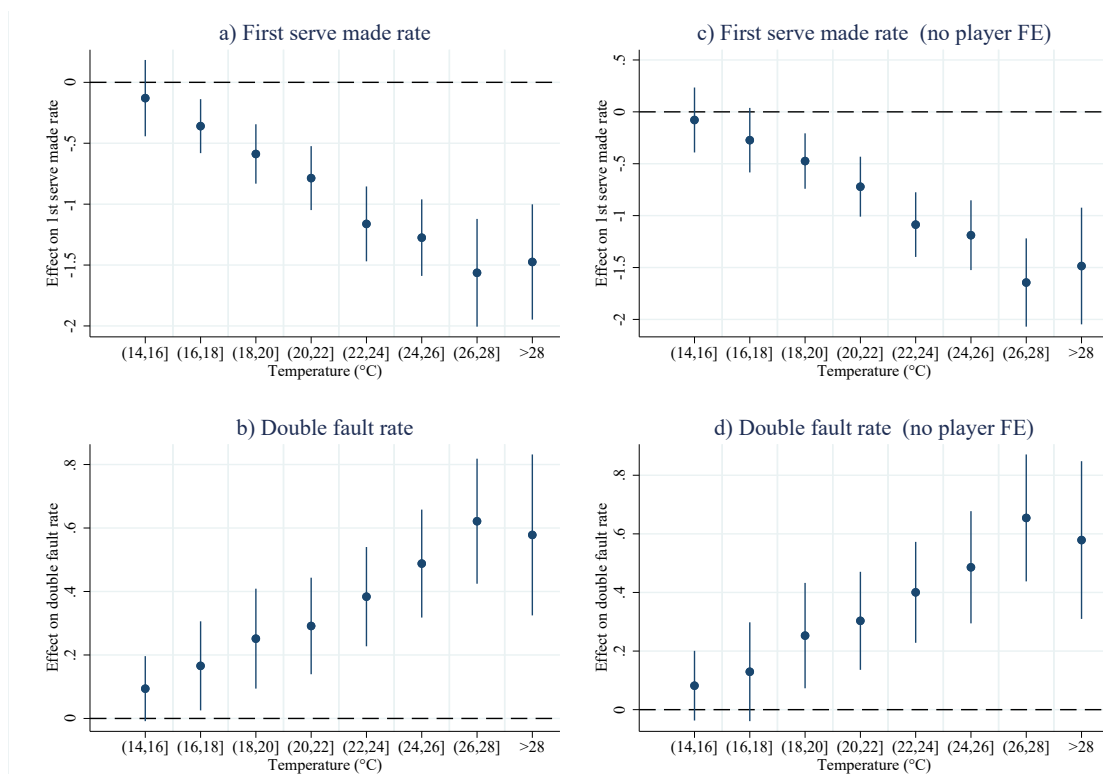 a) First serve made rate
Effect on 1st serve made rate
0
-.5
-1
-1.5
-2
(14,16] (16,18] (18,20] (20,22] (22,24] (24,26] (26,28] >28
Temperature (°C)
c) First serve made rate (no player FE)
Effect on 1st serve made rate
.5
0
-.5
-1
-1.5
-2
(14,16] (16,18] (18,20] (20,22] (22,24] (24,26] (26,28] >28
Temperature (°C)
b) Double fault rate
Effect on double fault rate
.8
.6
.4
.2
0
(14,16] (16,18] (18,20] (20,22] (22,24] (24,26] (26,28] >28
Temperature (°C)
d) Double fault rate (no player FE)
Effect on double fault rate
.8
.6
.4
.2
0
(14,16] (16,18] (18,20] (20,22] (22,24] (24,26] (26,28] >28
Temperature (°C)